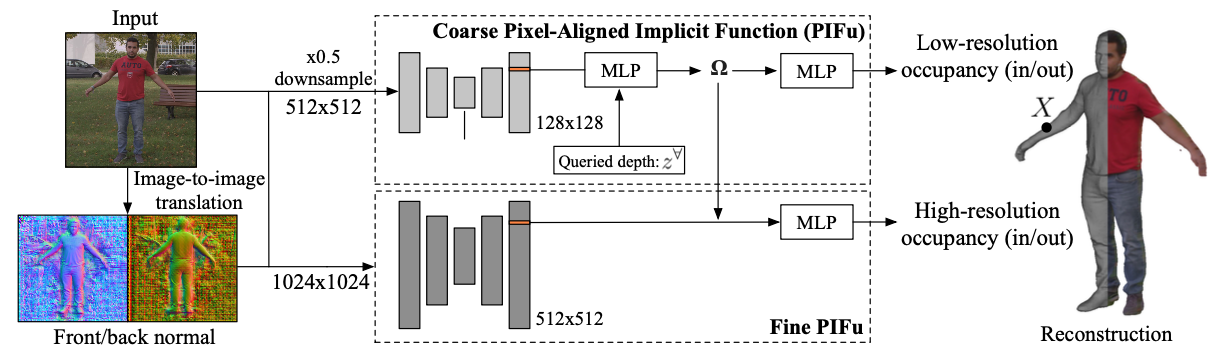 Input
x0.5
downsample
512x512
Image-to-image
translation
1024x1024
Front/back normal
Coarse Pixel-Aligned Implicit Function (PIFu)
MLP
Ω
MLP
128x128
Queried depth: z∀
MLP
512x512
Fine PIFu
Low-resolution
occupancy (in/out)
High-resolution
occupancy (in/out)
X
Reconstruction